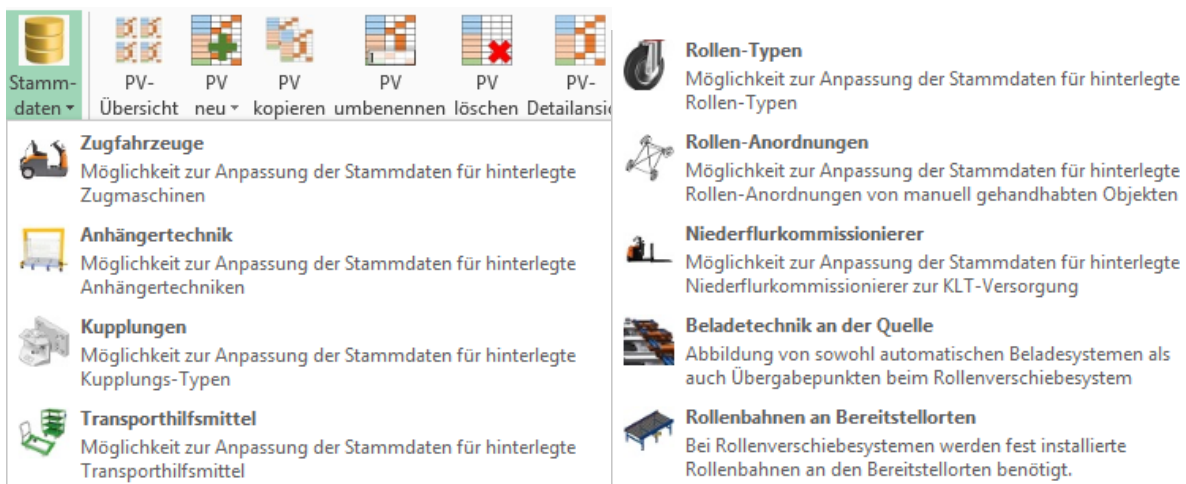 Stamm-
daten
PV-
Übersicht
PV
neu
PV
kopieren
PV
umbenennen
PV
löschen
PV-
Detailansic
Zugfahrzeuge
Möglichkeit zur Anpassung der Stammdaten für hinterlegte
Zugmaschinen
Anhängertechnik
Möglichkeit zur Anpassung der Stammdaten für hinterlegte
Anhängertechniken
Kupplungen
Möglichkeit zur Anpassung der Stammdaten für hinterlegte
Kupplungs-Typen
Transporthilfsmittel
Möglichkeit zur Anpassung der Stammdaten für hinterlegte
Transporthilfsmittel
Rollen-Typen
Möglichkeit zur Anpassung der Stammdaten für hinterlegte
Rollen-Typen
Rollen-Anordnungen
Möglichkeit zur Anpassung der Stammdaten für hinterlegte
Rollen-Anordnungen von manuell gehandhabten Objekten
Niederflurkommissionierer
Möglichkeit zur Anpassung der Stammdaten für hinterlegte
Niederflurkommissionierer zur KLT-Versorgung
Beladetechnik an der Quelle
Abbildung von sowohl automatischen Beladesystemen als
auch Übergabepunkten beim Rollenverschiebesystem
Rollenbahnen an Bereitstellorten
Bei Rollenverschiebesystemen werden fest installierte
Rollenbahnen an den Bereitstellorten benötigt.